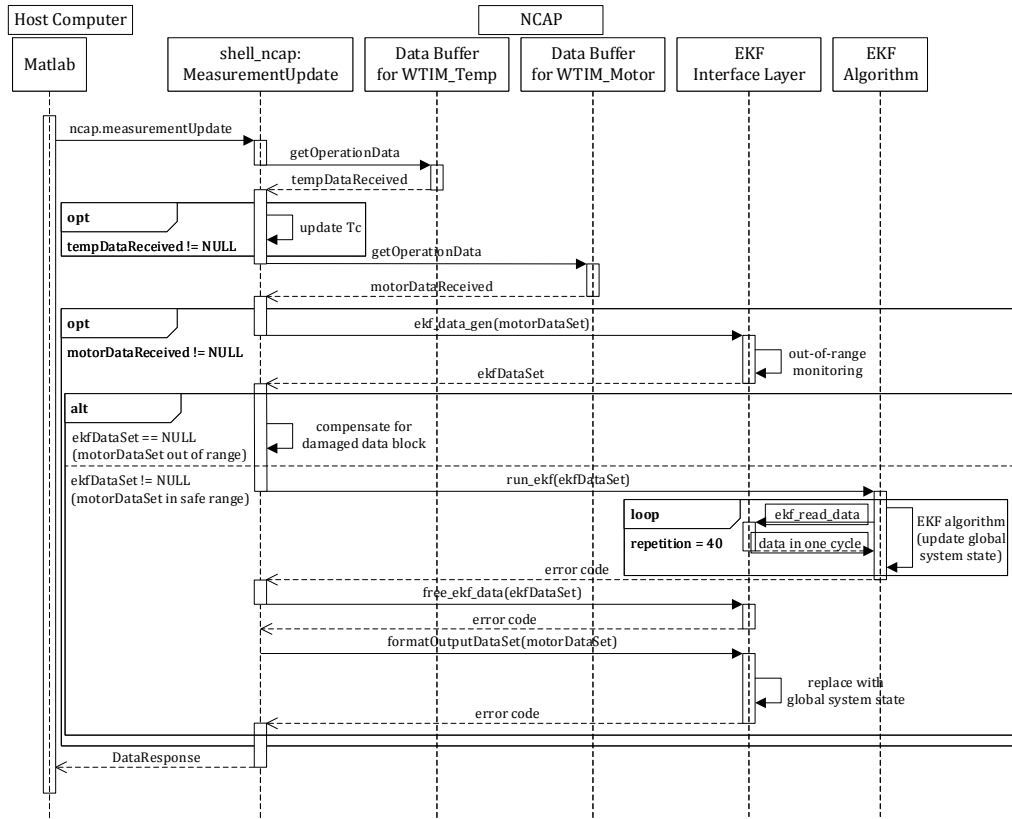 Host Computer
NCAP
Matlab
shell_ncap:
MeasurementUpdate
Data Buffer
for WTIM_Temp
Data Buffer
for WTIM_Motor
EKF
Interface Layer
EKF
Algorithm
ncap.measurementUpdate
getOperationData
tempDataReceived
opt
update Tc
tempDataReceived != NULL
getOperationData
motorDataReceived
opt
ekf_data_gen(motorDataSet)
motorDataReceived != NULL
out-of-range
monitoring
ekfDataSet
alt
compensate for
damaged data block
ekfDataSet == NULL
(motorDataSet out of range)
ekfDataSet != NULL
(motorDataSet in safe range)
run_ekf(ekfDataSet)
loop
ekf_read_data
repetition = 40
data in one cycle
EKF algorithm
(update global
system state)
error code
free_ekf_data(ekfDataSet)
error code
formatOutputDataSet(motorDataSet)
replace with
global system state
error code
DataResponse